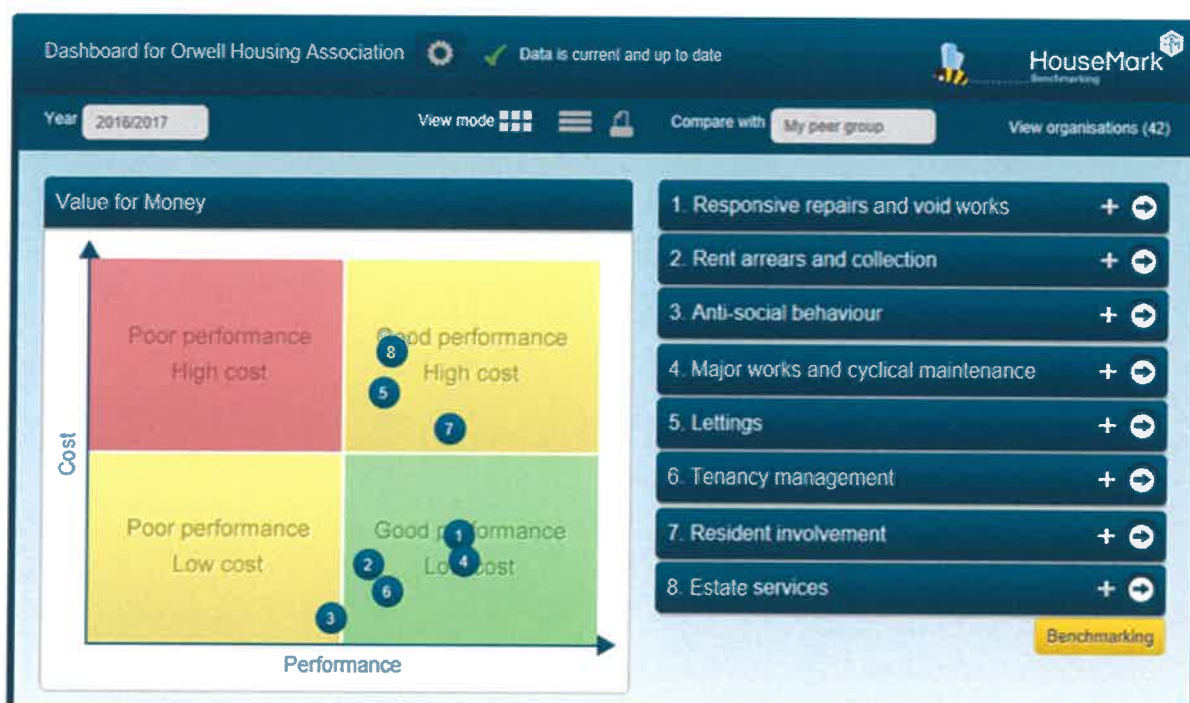 Dashboard for Orwell Housing Association
Data is current and up to date
HouseMark
Benchmarking
Year 2016/2017
View mode
Compare with My peer group
View organisations (42)
Value for Money
Cost
Poor performance
High cost
Good performance
High cost
8
5
7
Poor performance
Low cost
Good performance
Low cost
1
4
2
6
3
Performance
1. Responsive repairs and void works
2. Rent arrears and collection
3. Anti-social behaviour
4. Major works and cyclical maintenance
5. Lettings
6. Tenancy management
7. Resident involvement
8. Estate services
Benchmarking